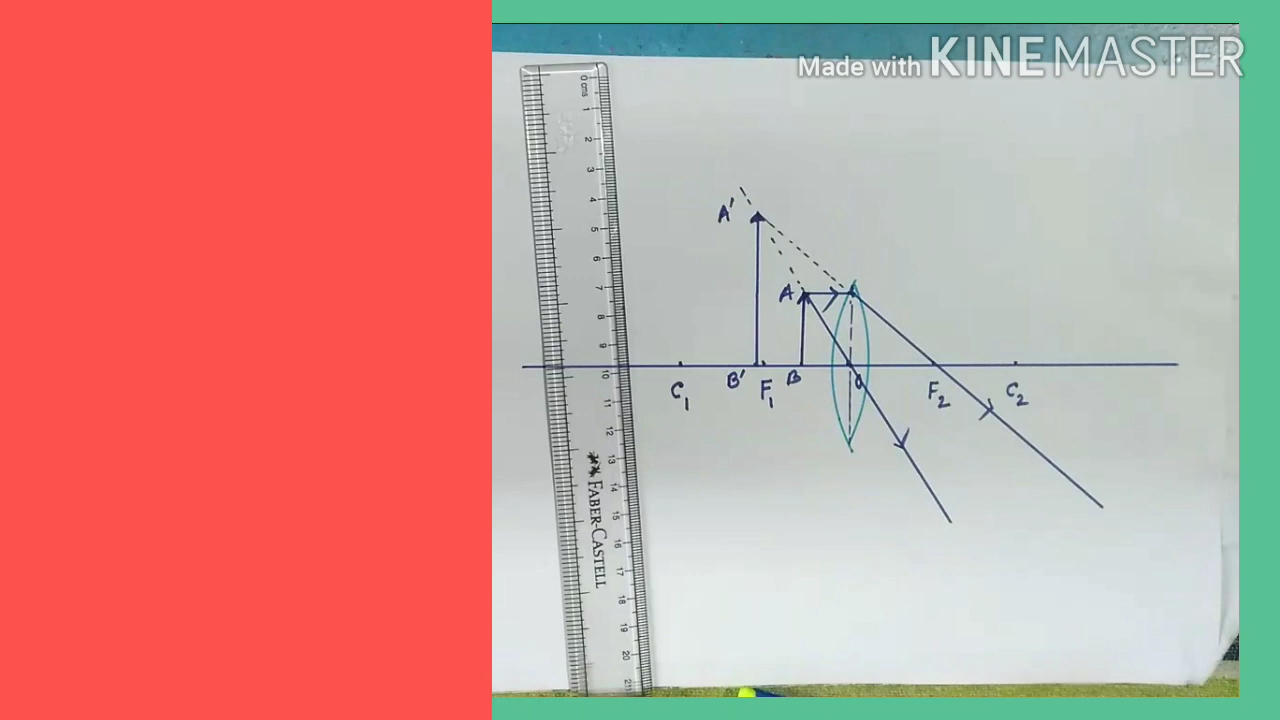 Made with KINEMASTER
0 cms 1 2 3 4 5 6 7 8 9 10 11 12 13 14 15 16 17 18 19 20 21
FABER-CASTELL
A'
A
C₁ B' F₁ B O F₂ C₂